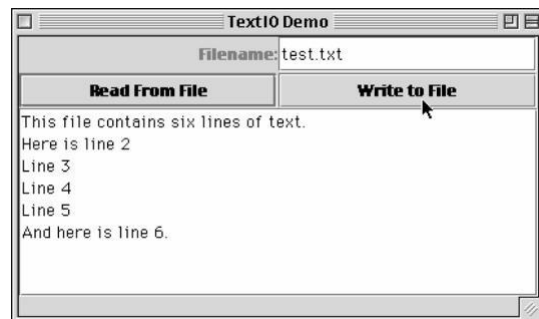 TextIO Demo
Filename: test.txt
Read From File Write to File
This file contains six lines of text.
Here is line 2
Line 3
Line 4
Line 5
And here is line 6.